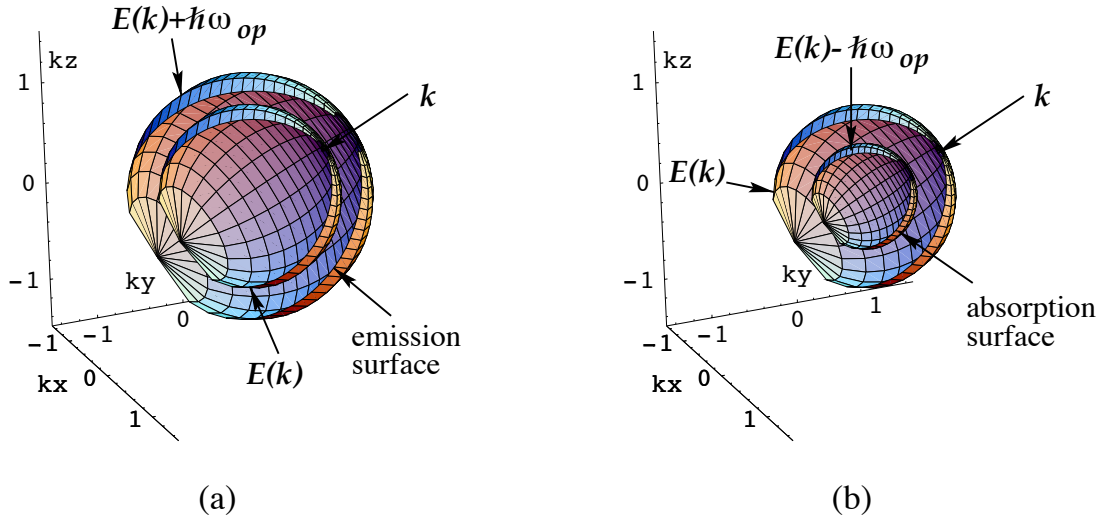 E(k)+ℏω op
kz
1
0
-1
k
ky
-1
0
-1
kx
0
1
E(k)
emission
surface
(a)
E(k)-ℏω op
kz
1
0
-1
k
E(k)
ky
-1
0
1
-1
kx
0
1
absorption
surface
(b)